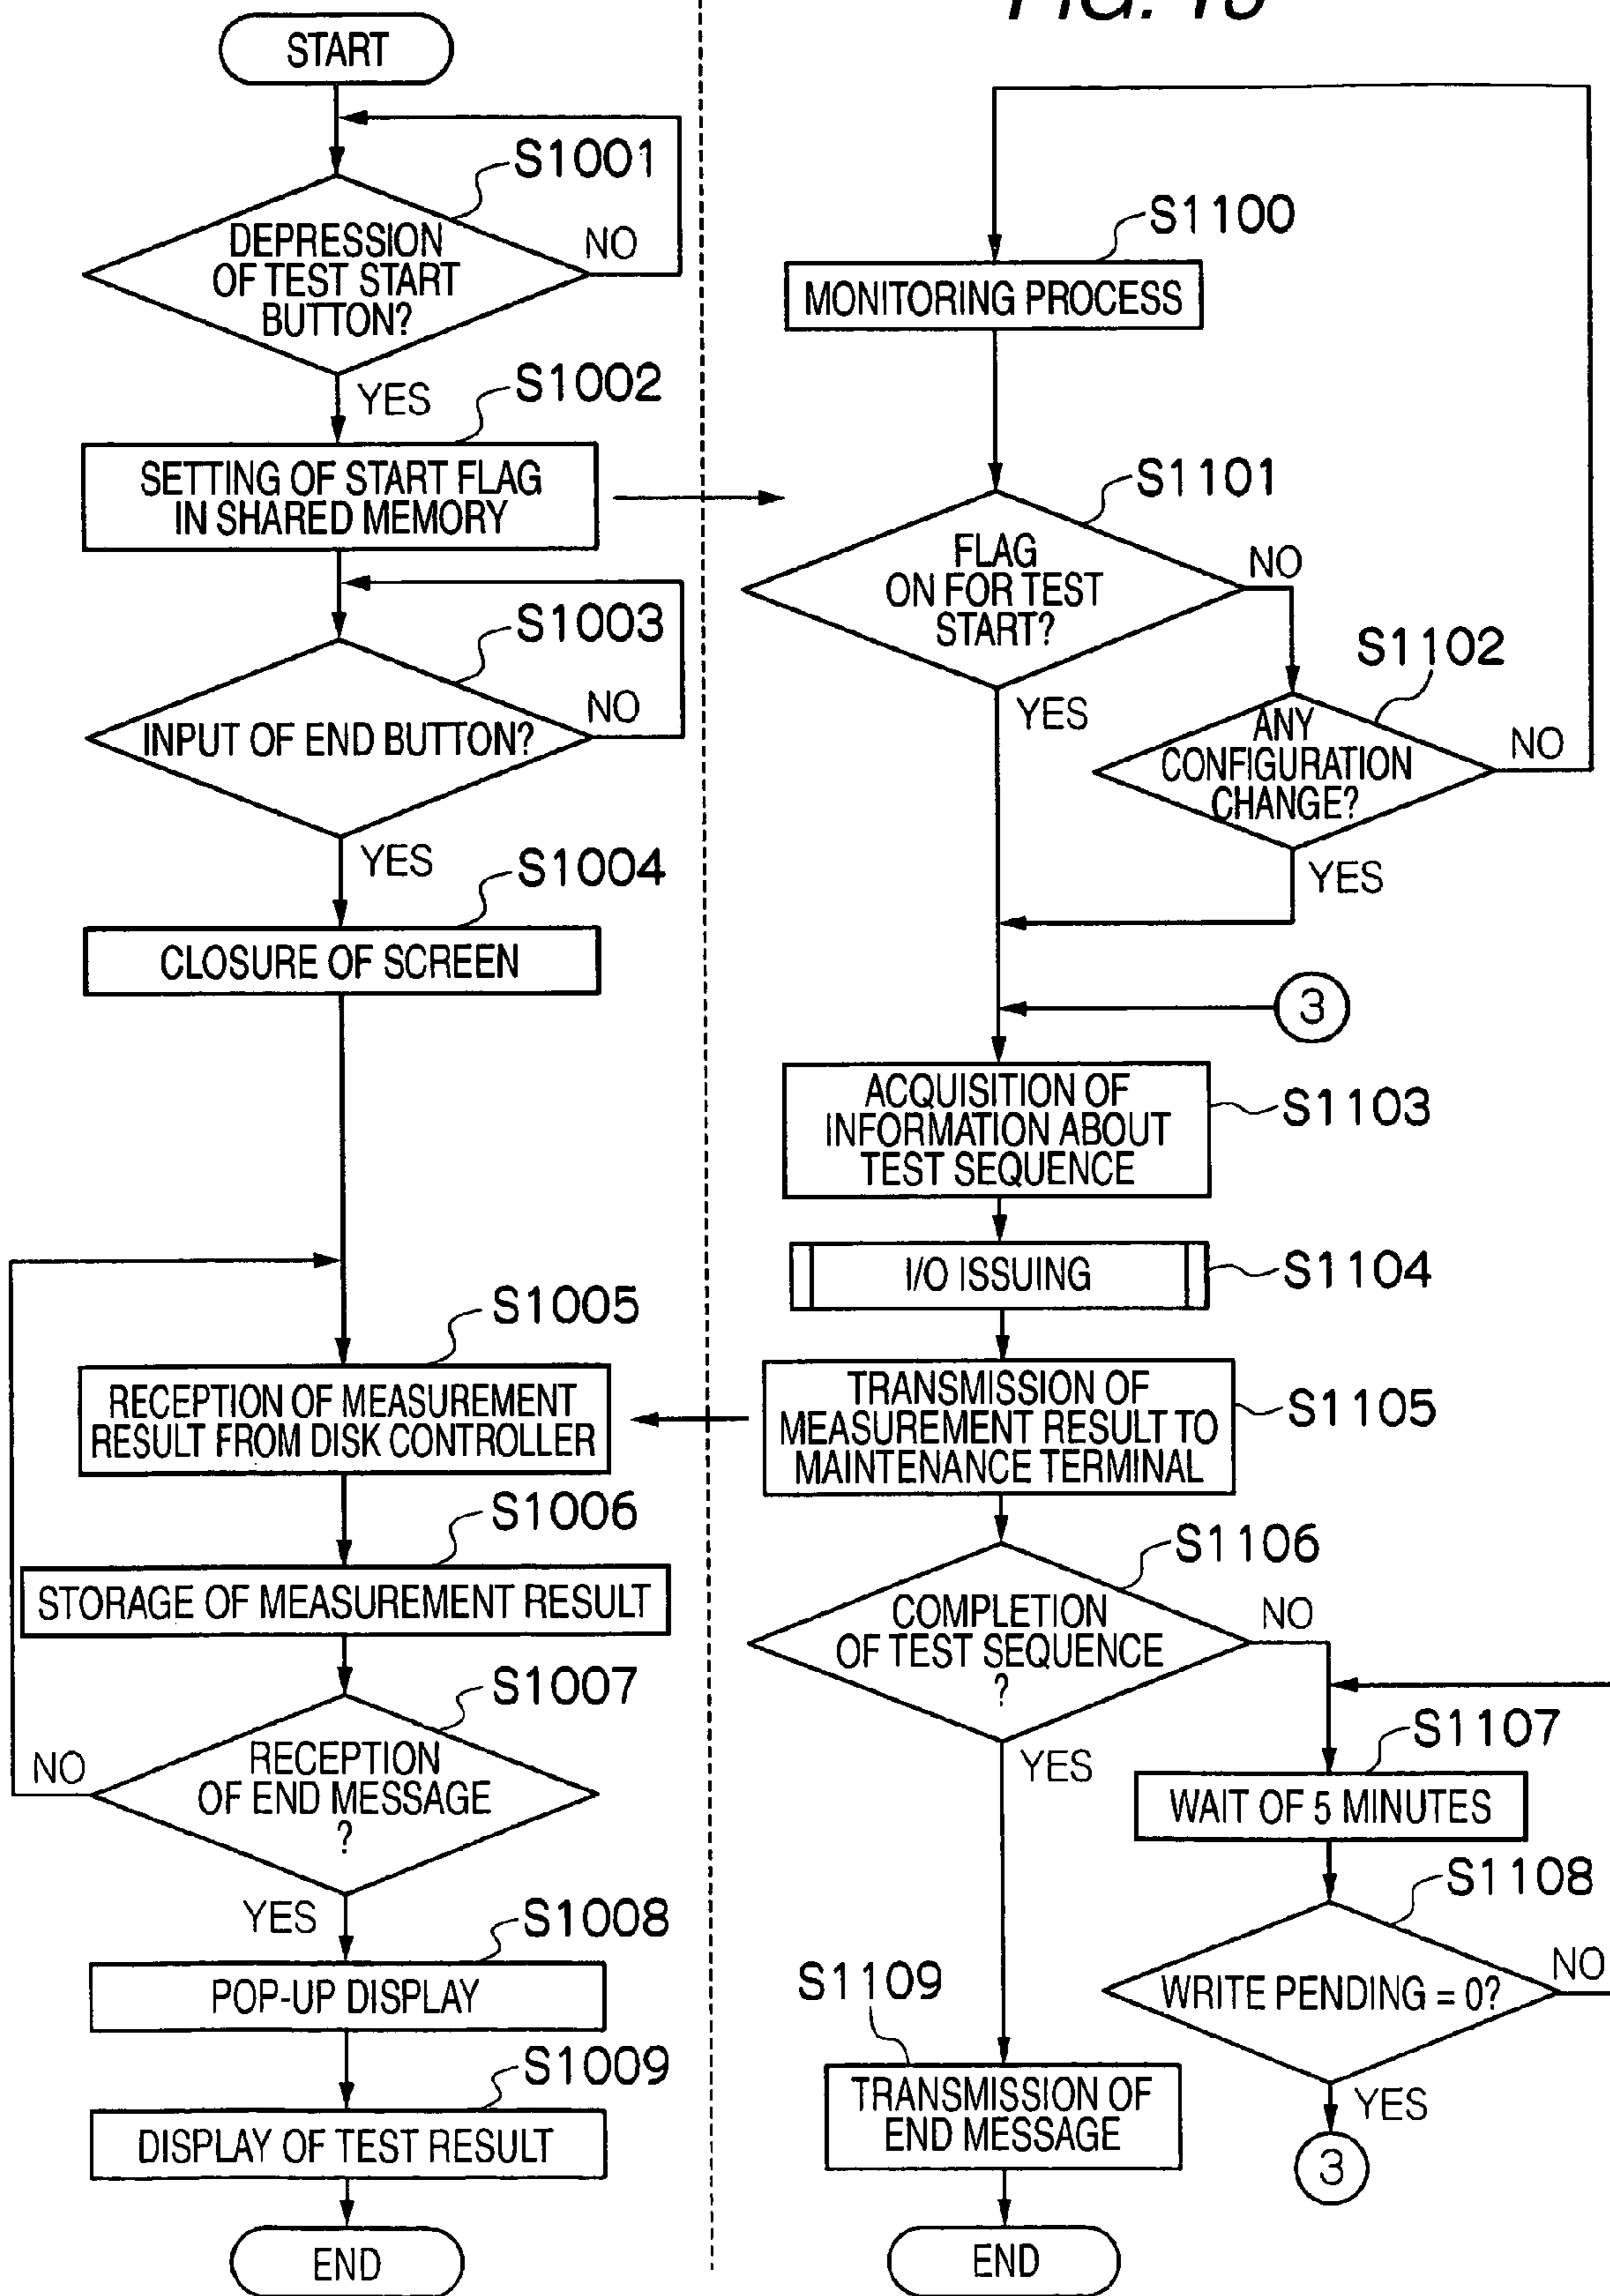 FIG. 15
START
S1001
DEPRESSION
OF TEST START
BUTTON?
NO
YES
S1002
SETTING OF START FLAG
IN SHARED MEMORY
S1003
INPUT OF END BUTTON?
NO
YES
S1004
CLOSURE OF SCREEN
S1005
RECEPTION OF MEASUREMENT
RESULT FROM DISK CONTROLLER
S1006
STORAGE OF MEASUREMENT RESULT
S1007
RECEPTION
OF END MESSAGE
?
NO
YES
S1008
POP-UP DISPLAY
S1009
DISPLAY OF TEST RESULT
END
S1100
MONITORING PROCESS
S1101
FLAG
ON FOR TEST
START?
NO
YES
S1102
ANY
CONFIGURATION
CHANGE?
NO
YES
3
ACQUISITION OF
INFORMATION ABOUT
TEST SEQUENCE
S1103
I/O ISSUING
S1104
TRANSMISSION OF
MEASUREMENT RESULT TO
MAINTENANCE TERMINAL
S1105
S1106
COMPLETION
OF TEST SEQUENCE
?
NO
YES
S1107
WAIT OF 5 MINUTES
S1108
WRITE PENDING = 0?
NO
YES
3
S1109
TRANSMISSION OF
END MESSAGE
END